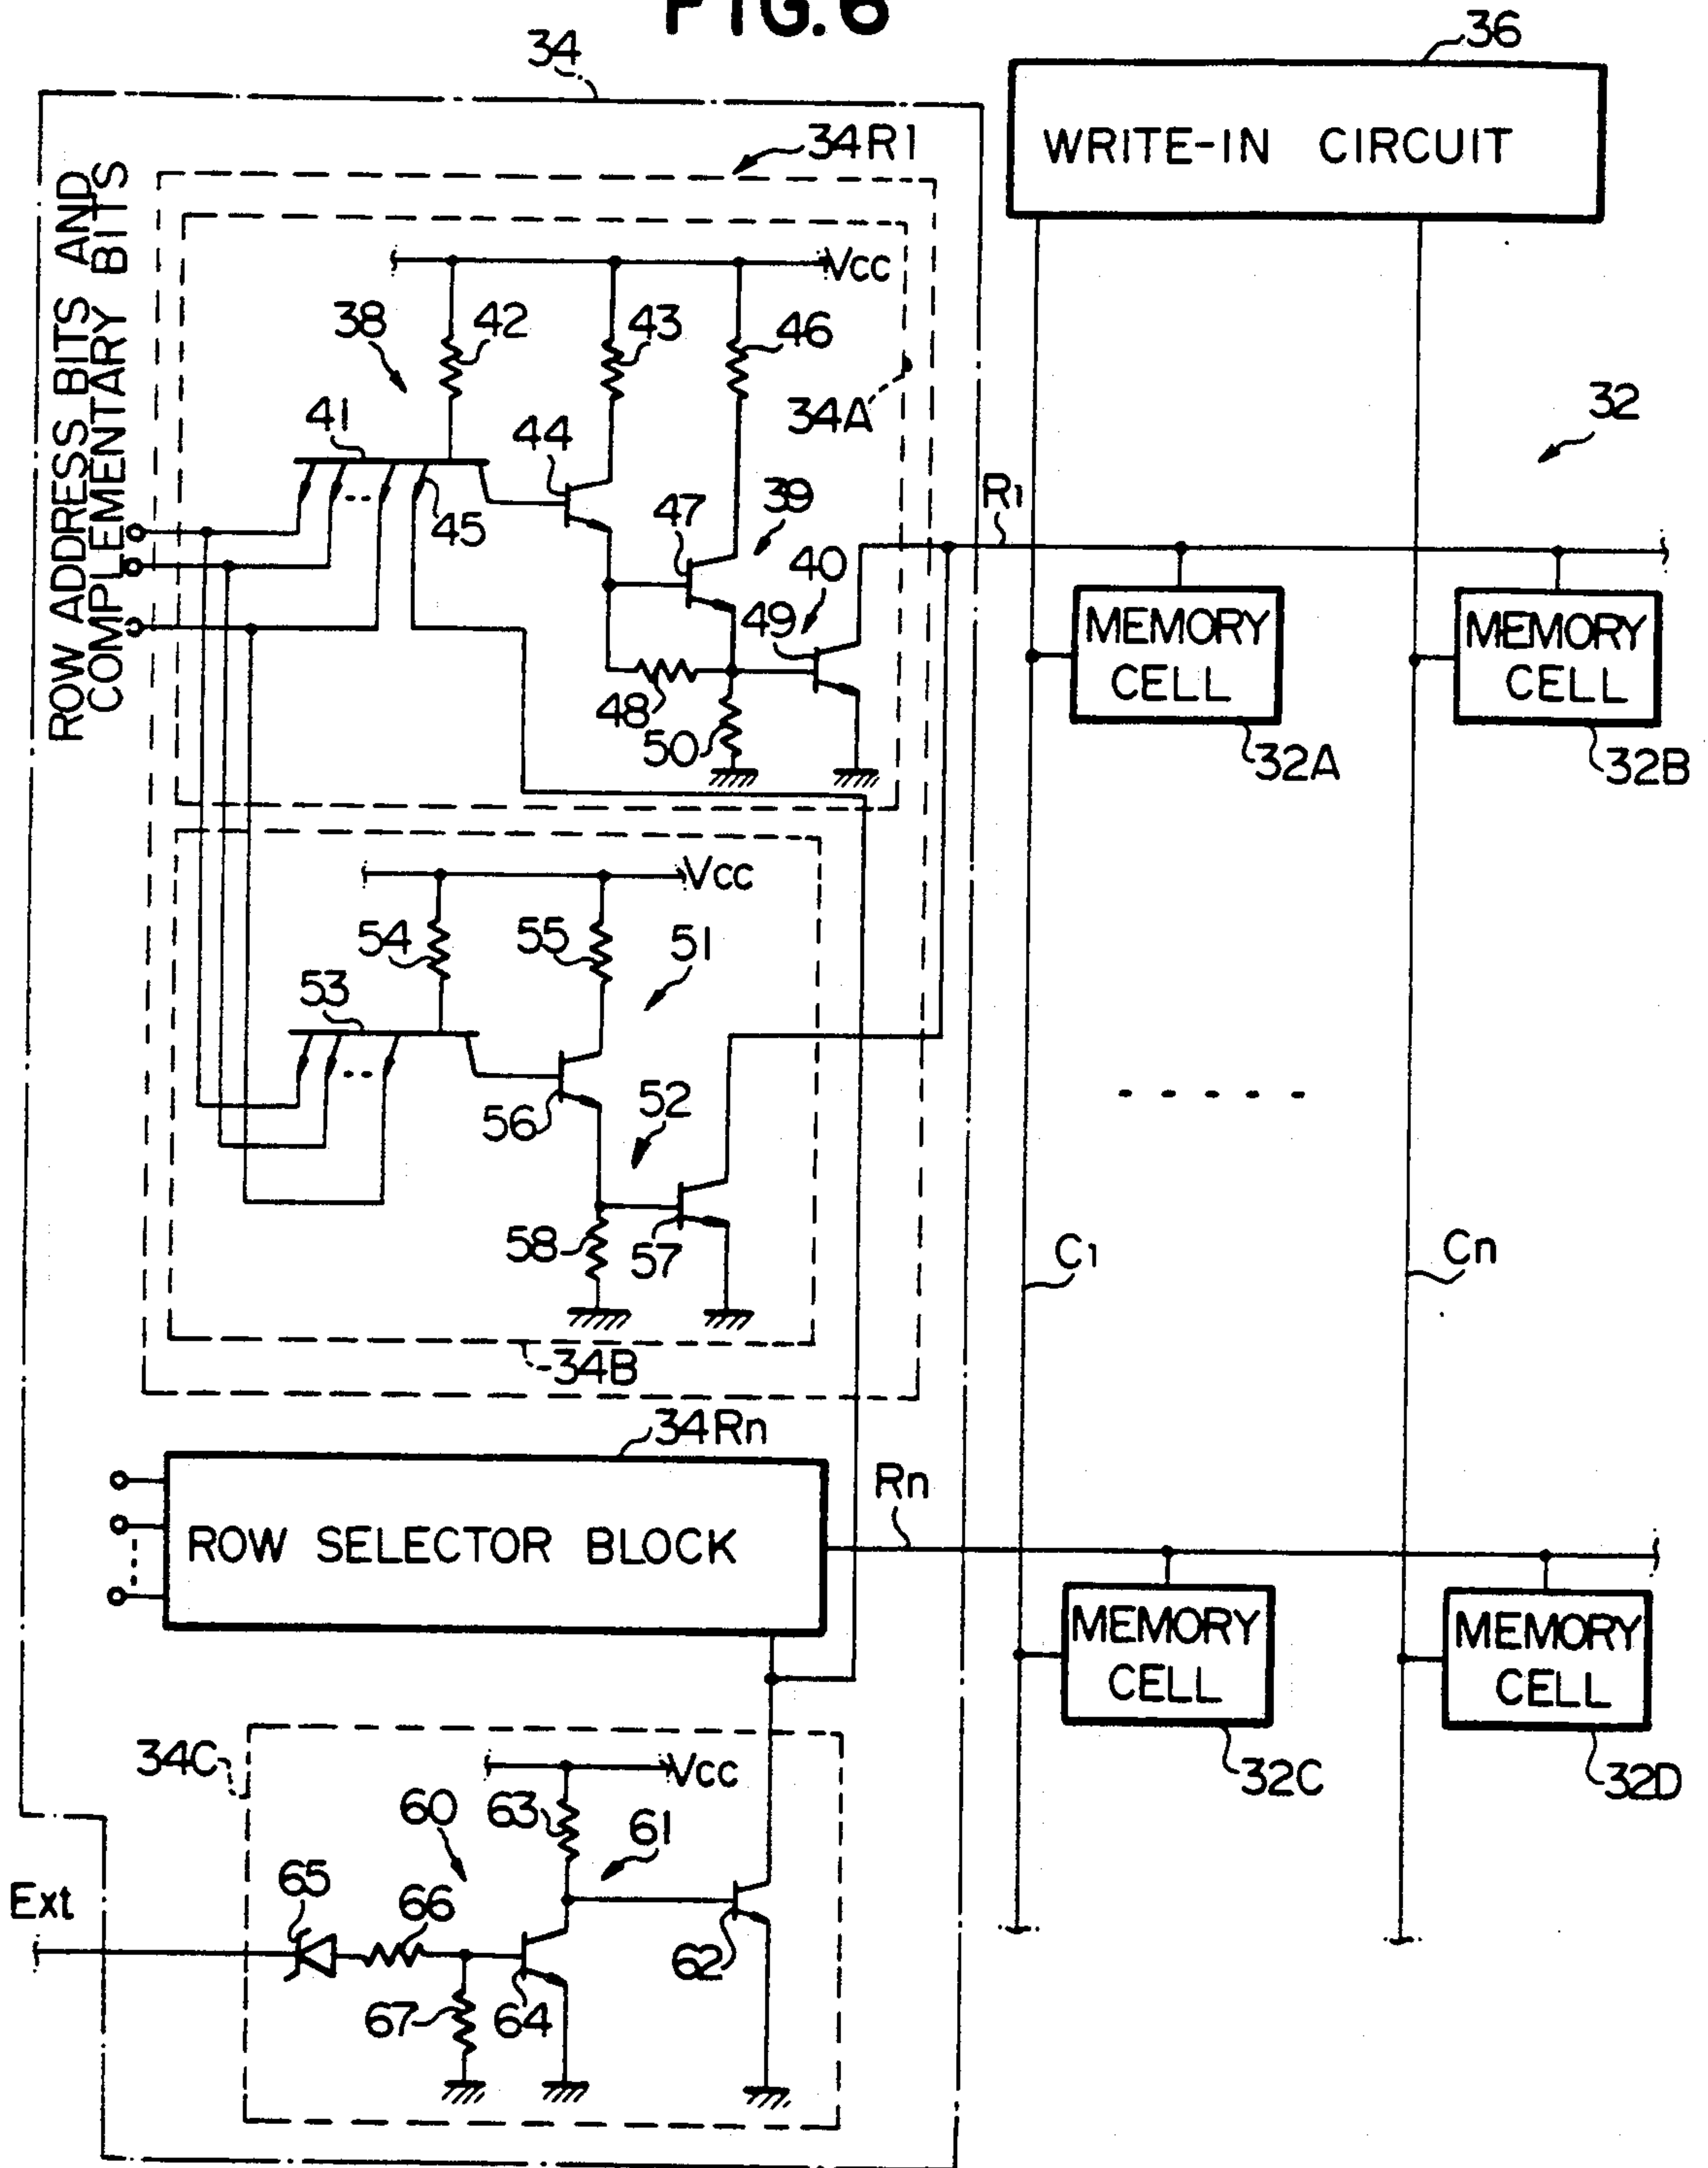 FIG. 6
34
36
WRITE-IN CIRCUIT
34R1
ROW ADDRESS BITS AND
COMPLEMENTARY BITS
Vcc
38
42
43
46
34A
32
41
44
45
47
39
40
R1
49
MEMORY
CELL
MEMORY
CELL
48
50
32A
32B
Vcc
54
55
51
53
56
52
58
57
C1
Cn
34B
34Rn
ROW SELECTOR BLOCK
Rn
MEMORY
CELL
MEMORY
CELL
34C
Vcc
32C
32D
60
63
61
Ext
65
66
62
67
64